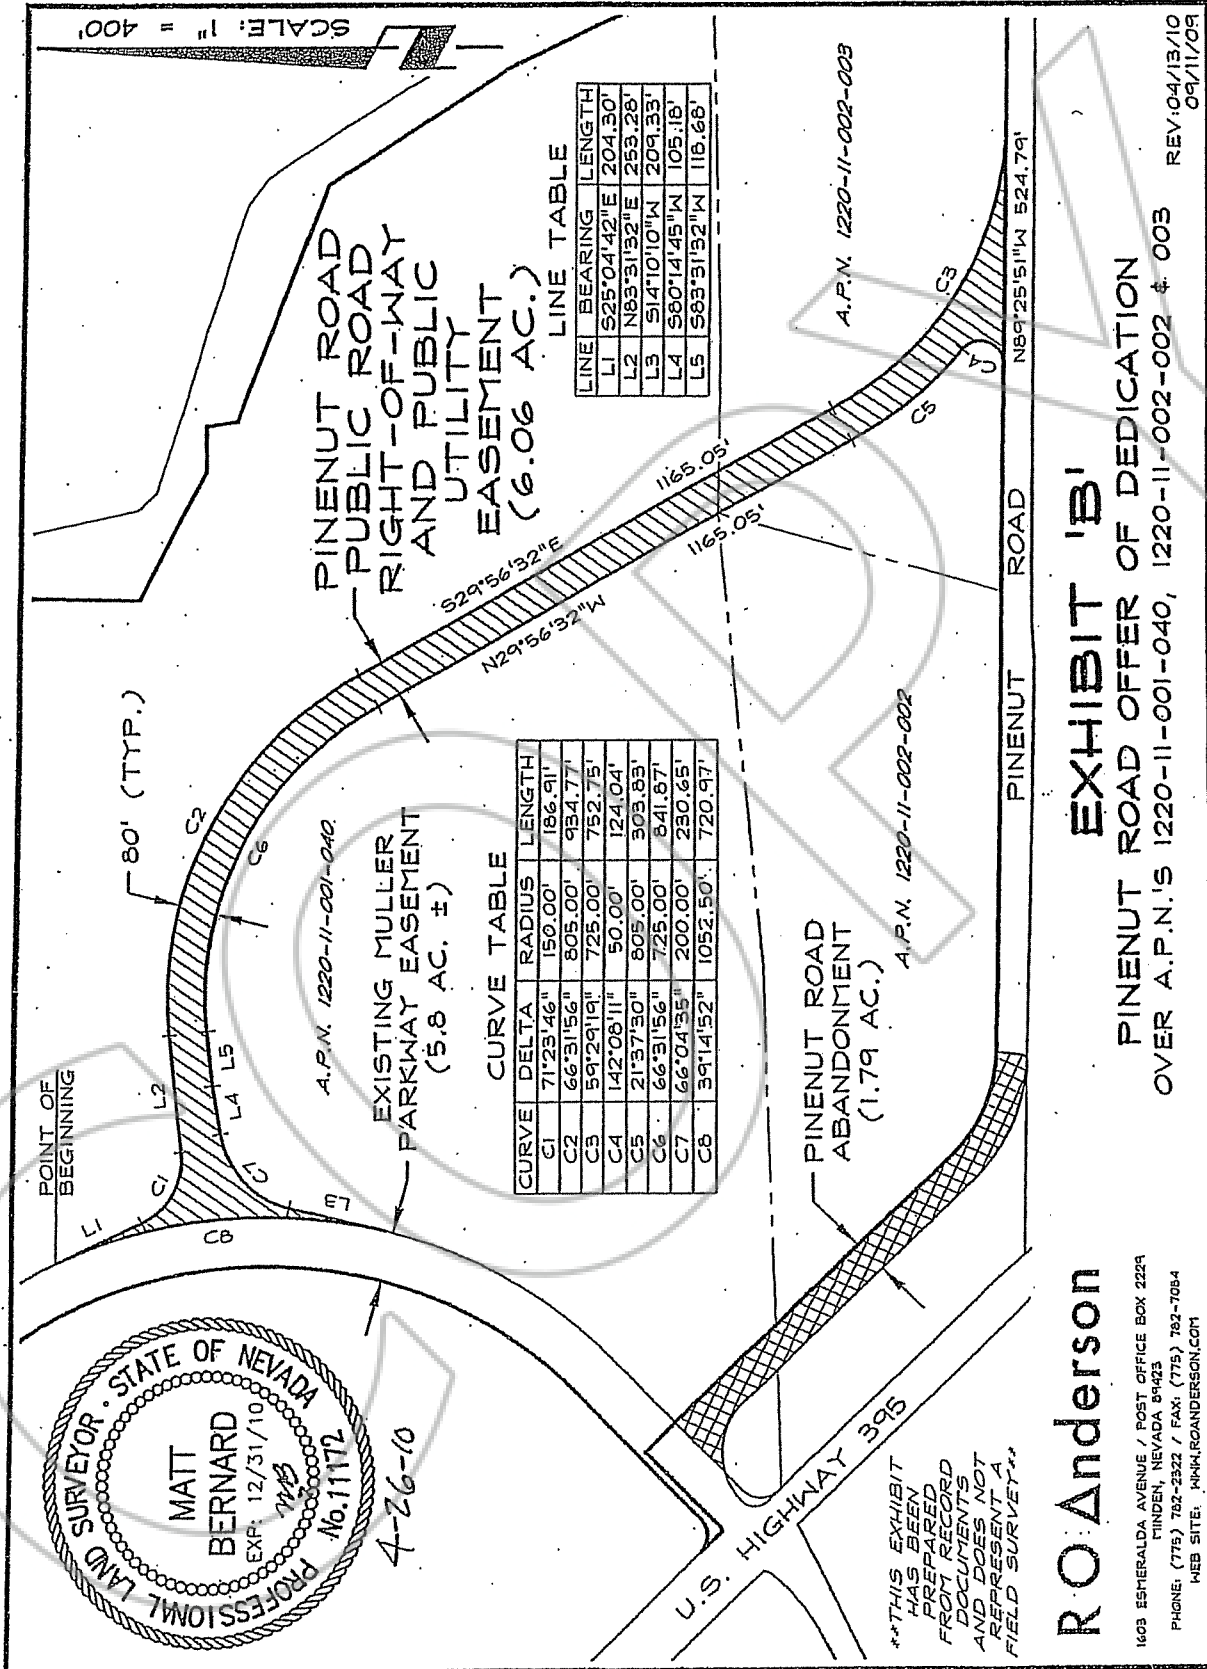 SCALE: 1" = 400'
POINT OF
BEGINNING
80' (TYP.)
PINENUT ROAD
PUBLIC ROAD
RIGHT-OF-WAY
AND PUBLIC
UTILITY
EASEMENT
(6.06 AC.)
L1
C1
L2
L4
L5
C7
C8
L3
C2
C6
A.P.N. 1220-11-001-040
EXISTING MULLER
PARKWAY EASEMENT
(5.8 AC. ±)
S29°56'32"E
N29°56'32"W
1165.05'
1165.05'
LINE TABLE
LINE BEARING LENGTH
L1 S25°04'42"E 204.30'
L2 N83°31'32"E 253.28'
L3 S14°10'10"W 209.33'
L4 S80°14'45"W 105.18'
L5 S83°31'32"W 118.68'
CURVE TABLE
CURVE DELTA RADIUS LENGTH
C1 71°23'46" 150.00' 186.91'
C2 66°31'56" 805.00' 934.77'
C3 59°29'19" 725.00' 752.75'
C4 142°08'11" 50.00' 124.04'
C5 21°37'30" 805.00' 303.83'
C6 66°31'56" 725.00' 841.87'
C7 66°04'35" 200.00' 230.65'
C8 39°14'52" 1052.50' 720.97'
A.P.N. 1220-11-002-003
C3
C4
C5
N89°25'51"W 524.79'
PINENUT ROAD
ABANDONMENT
(1.79 AC.)
A.P.N. 1220-11-002-002
PINENUT ROAD
U.S. HIGHWAY 395
PROFESSIONAL LAND SURVEYOR . STATE OF NEVADA
MATT
BERNARD
EXP: 12/31/10
No.11172
4-26-10
**THIS EXHIBIT
HAS BEEN
PREPARED
FROM RECORD
DOCUMENTS
AND DOES NOT
REPRESENT A
FIELD SURVEY**
R O Anderson
1603 ESMERALDA AVENUE / POST OFFICE BOX 2229
MINDEN, NEVADA 89423
PHONE: (775) 782-2322 / FAX: (775) 782-7084
WEB SITE: WWW.ROANDERSON.COM
EXHIBIT 'B'
PINENUT ROAD OFFER OF DEDICATION
OVER A.P.N.'S 1220-11-001-040, 1220-11-002-002 & 003
REV:04/13/10
09/11/09
COPY